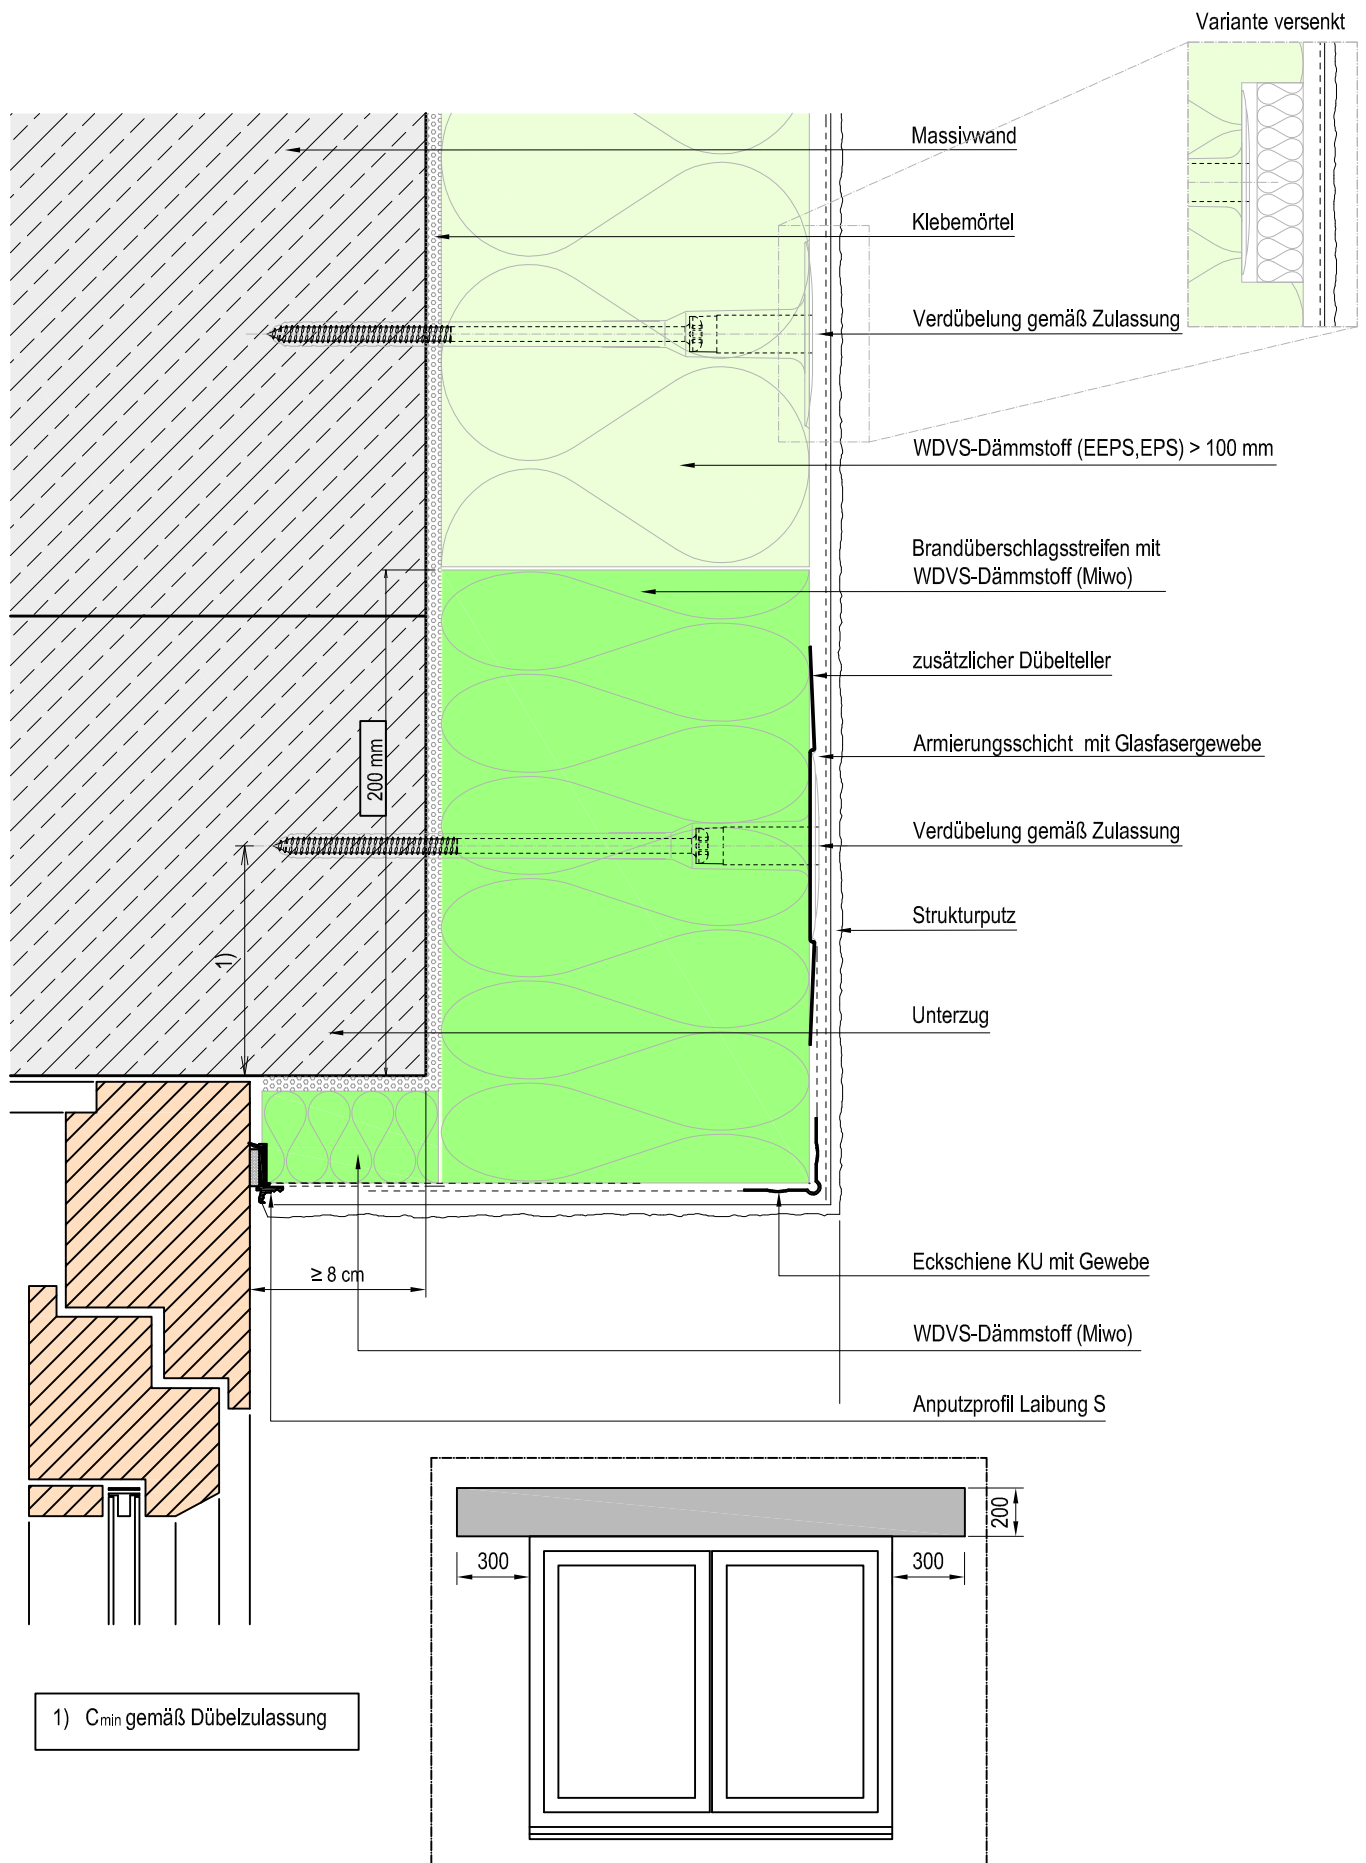 Variante versenkt
Massivwand
Klebemörtel
Verdübelung gemäß Zulassung
WDVS-Dämmstoff (EEPS,EPS) > 100 mm
Brandüberschlagsstreifen mit
WDVS-Dämmstoff (Miwo)
zusätzlicher Dübelteller
200 mm
Armierungsschicht mit Glasfasergewebe
Verdübelung gemäß Zulassung
Strukturputz
1)
Unterzug
Eckschiene KU mit Gewebe
≥ 8 cm
WDVS-Dämmstoff (Miwo)
Anputzprofil Laibung S
200
300
300
1) Cmin gemäß Dübelzulassung